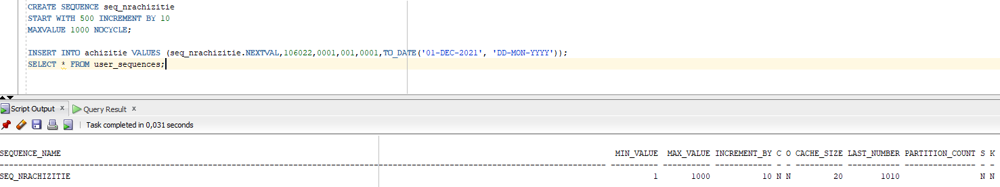 CREATE SEQUENCE seq_nrachizitie
START WITH 500 INCREMENT BY 10
MAXVALUE 1000 NOCYCLE;
INSERT INTO achizitie VALUES (seq_nrachizitie.NEXTVAL,106022,0001,001,0001,TO_DATE('01-DEC-2021', 'DD-MON-YYYY'));
SELECT * FROM user_sequences;
Script Output x Query Result x
Task completed in 0,031 seconds
SEQUENCE_NAME MIN_VALUE MAX_VALUE INCREMENT_BY C O CACHE_SIZE LAST_NUMBER PARTITION_COUNT S K
SEQ_NRACHIZITIE 1 1000 10 N N 20 1010 N N